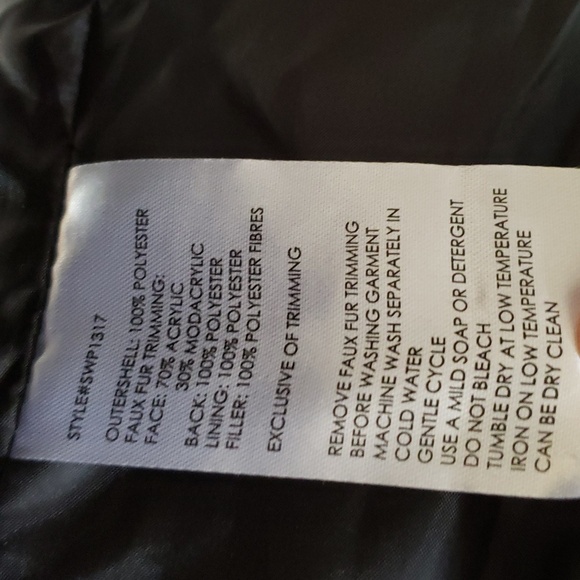 STYLE#SWP1317
OUTERSHELL: 100% POLYESTER
FAUX FUR TRIMMING:
FACE: 70% ACRYLIC
30% MODACRYLIC
BACK: 100% POLYESTER
LINING: 100% POLYESTER
FILLER: 100% POLYESTER FIBRES
EXCLUSIVE OF TRIMMING
REMOVE FAUX FUR TRIMMING
BEFORE WASHING GARMENT
MACHINE WASH SEPARATELY IN
COLD WATER
GENTLE CYCLE
USE A MILD SOAP OR DETERGENT
DO NOT BLEACH
TUMBLE DRY AT LOW TEMPERATURE
IRON ON LOW TEMPERATURE
CAN BE DRY CLEAN